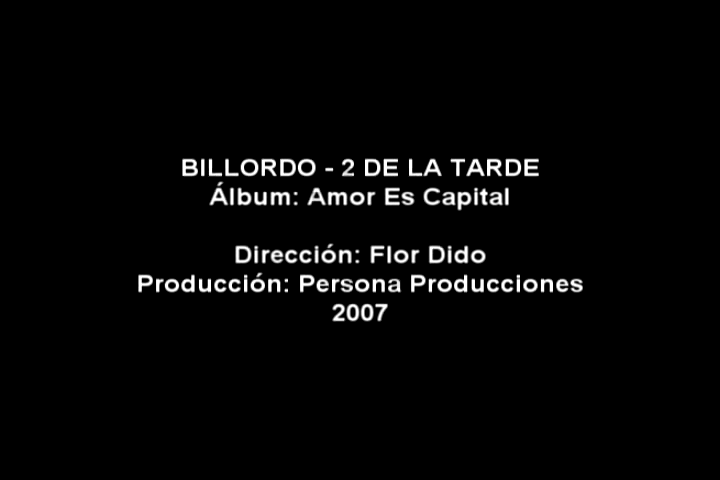 BILLORDO - 2 DE LA TARDE
Álbum: Amor Es Capital
Dirección: Flor Dido
Producción: Persona Producciones
2007